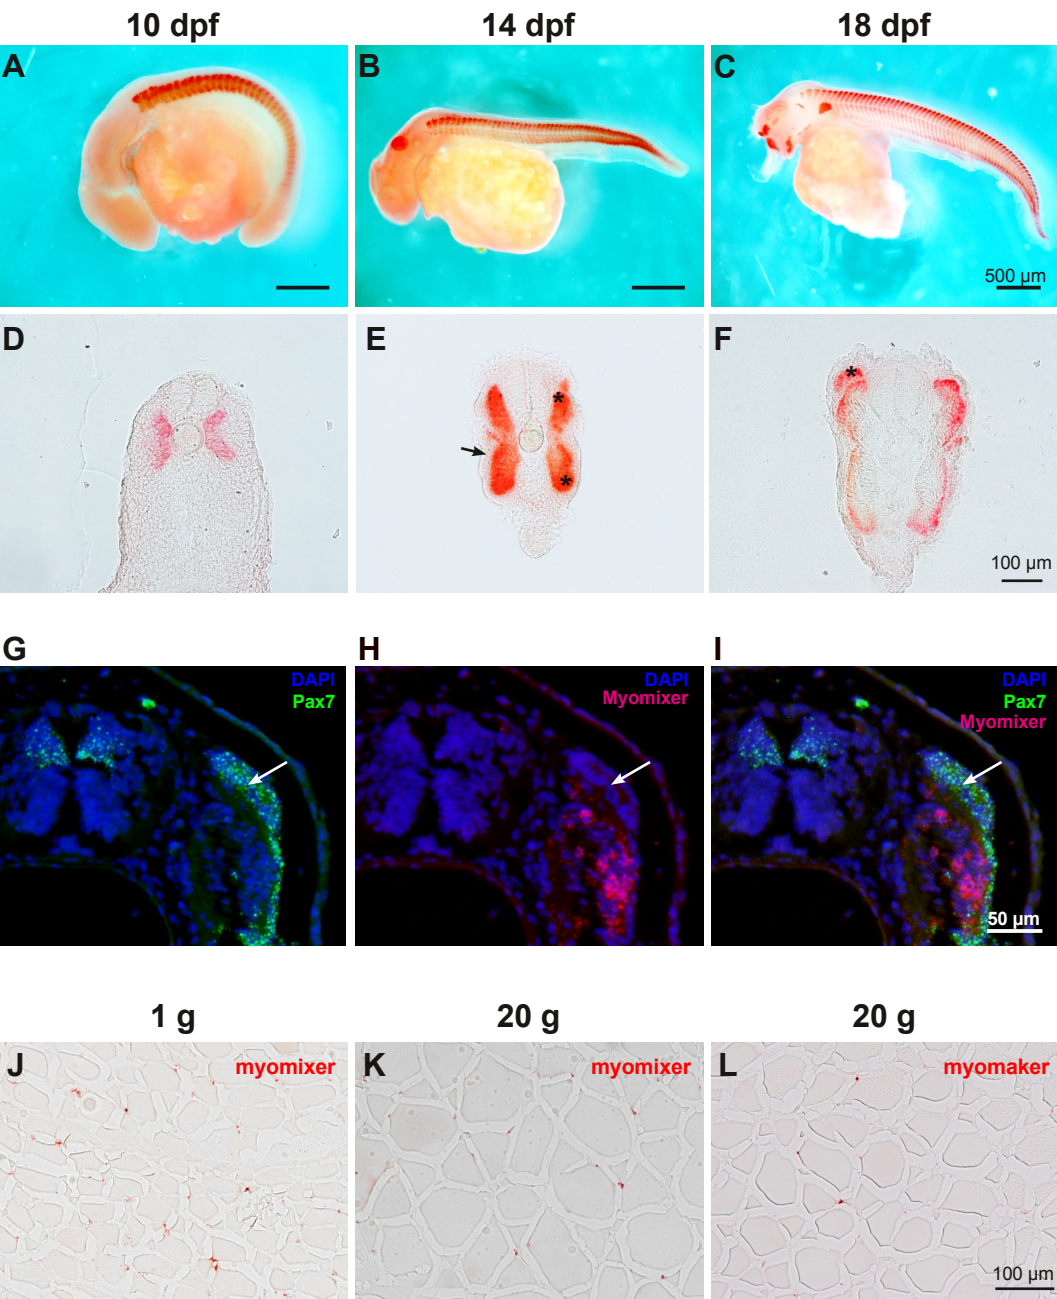 10 dpf 14 dpf 18 dpf
A B C
500 µm
D E F
*
*
*
100 µm
G H I
DAPI DAPI DAPI
Pax7 Myomixer Pax7
Myomixer
50 µm
1 g 20 g 20 g
J myomixer K myomixer L myomaker
100 µm